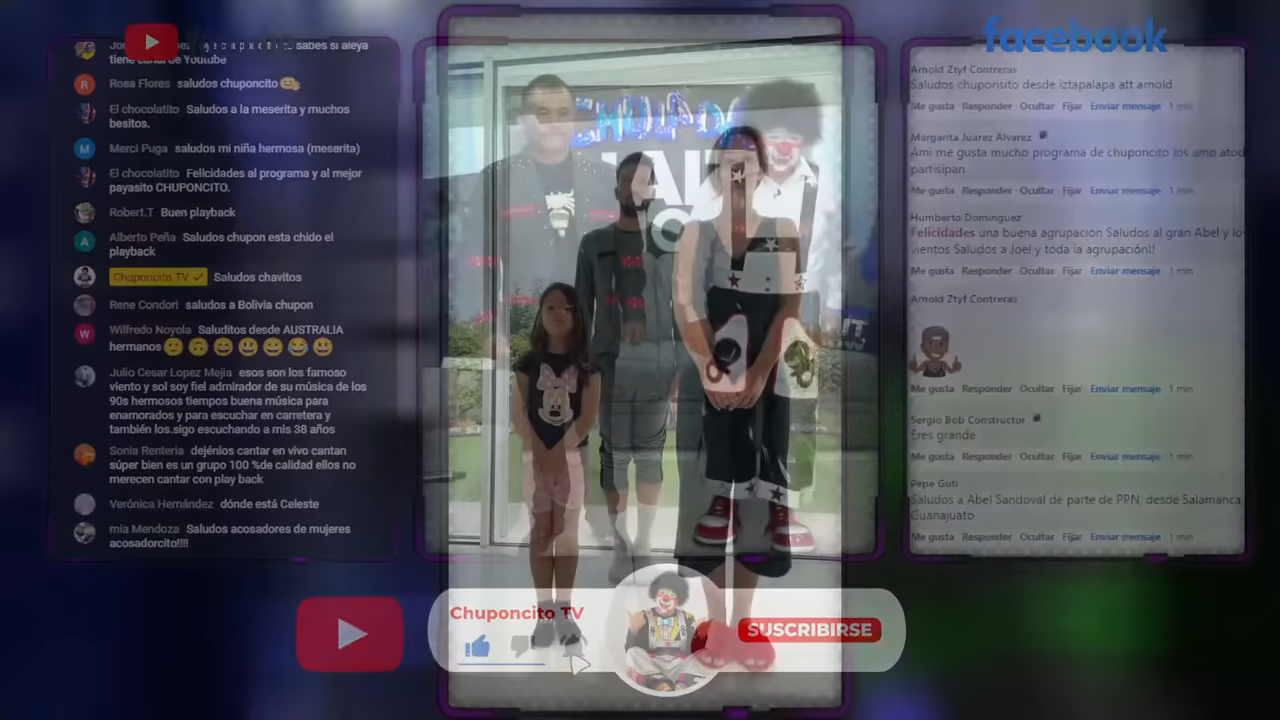 sabes si aleya
tiene canal de Youtube
Rosa Flores saludos chuponcito
El chocolatito Saludos a la meserita y muchos
besitos.
Merci Puga saludos mi niña hermosa (meserita)
El chocolatito Felicidades al programa y al mejor
payasito CHUPONCITO.
Robert.T Buen playback
Alberto Peña Saludos chupon esta chido el
playback
Chuponcito TV Saludos chavitos
Rene Condori saludos a Bolivia chupon
Wilfredo Noyola Saluditos desde AUSTRALIA
hermanos
Julio Cesar Lopez Mejia esos son los famoso
viento y sol soy fiel admirador de su música de los
90s hermosos tiempos buena música para
enamorados y para escuchar en carretera y
también los.sigo escuchando a mis 38 años
Sonia Renteria dejénlos cantar en vivo cantan
súper bien es un grupo 100 %de calidad ellos no
merecen cantar con play back
Verónica Hernández dónde está Celeste
mia Mendoza Saludos acosadores de mujeres
acosadorcito!!!!
facebook
Arnold Ztyf Contreras
Saludos chuponsito desde iztapalapa att arnold
Me gusta Responder Ocultar Fijar Enviar mensaje 1 min
Margarita Juarez Alvarez
Ami me gusta mucho programa de chuponcito los amo atod
partisipan
Me gusta Responder Ocultar Fijar Enviar mensaje 1 min
Humberto Dominguez
Felicidades una buena agrupación Saludos al gran Abel y lo
vientos Saludos a Joel y toda la agrupación!!
Me gusta Responder Ocultar Fijar Enviar mensaje 1 min
Arnold Ztyf Contreras
Me gusta Responder Ocultar Fijar Enviar mensaje 1 min
Sergio Bob Constructor
Eres grande
Me gusta Responder Ocultar Fijar Enviar mensaje 1 min
Pepe Guti
Saludos a Abel Sandoval de parte de PPN, desde Salamanca,
Guanajuato
Me gusta Responder Ocultar Fijar Enviar mensaje 1 min
Chuponcito TV
SUSCRIBIRSE